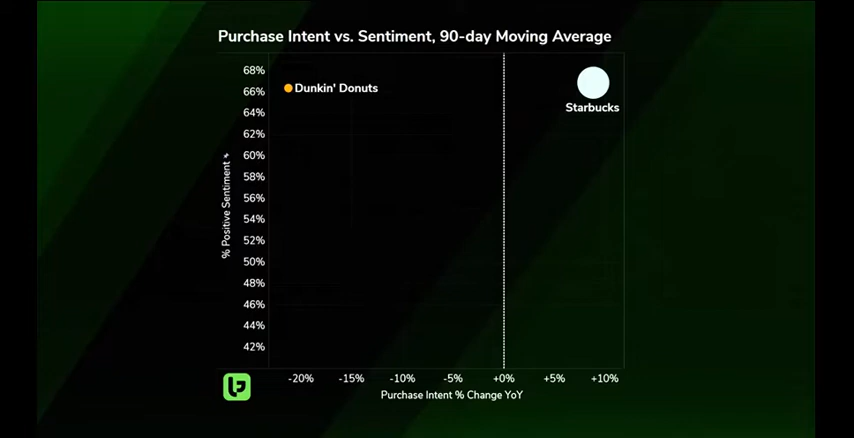 Purchase Intent vs. Sentiment, 90-day Moving Average
68%
Dunkin' Donuts
66%
Starbucks
64%
62%
60%
58%
56%
54%
52%
50%
48%
46%
44%
42%
% Positive Sentiment
-20% -15% -10% -5% +0% +5% +10%
Purchase Intent % Change YoY